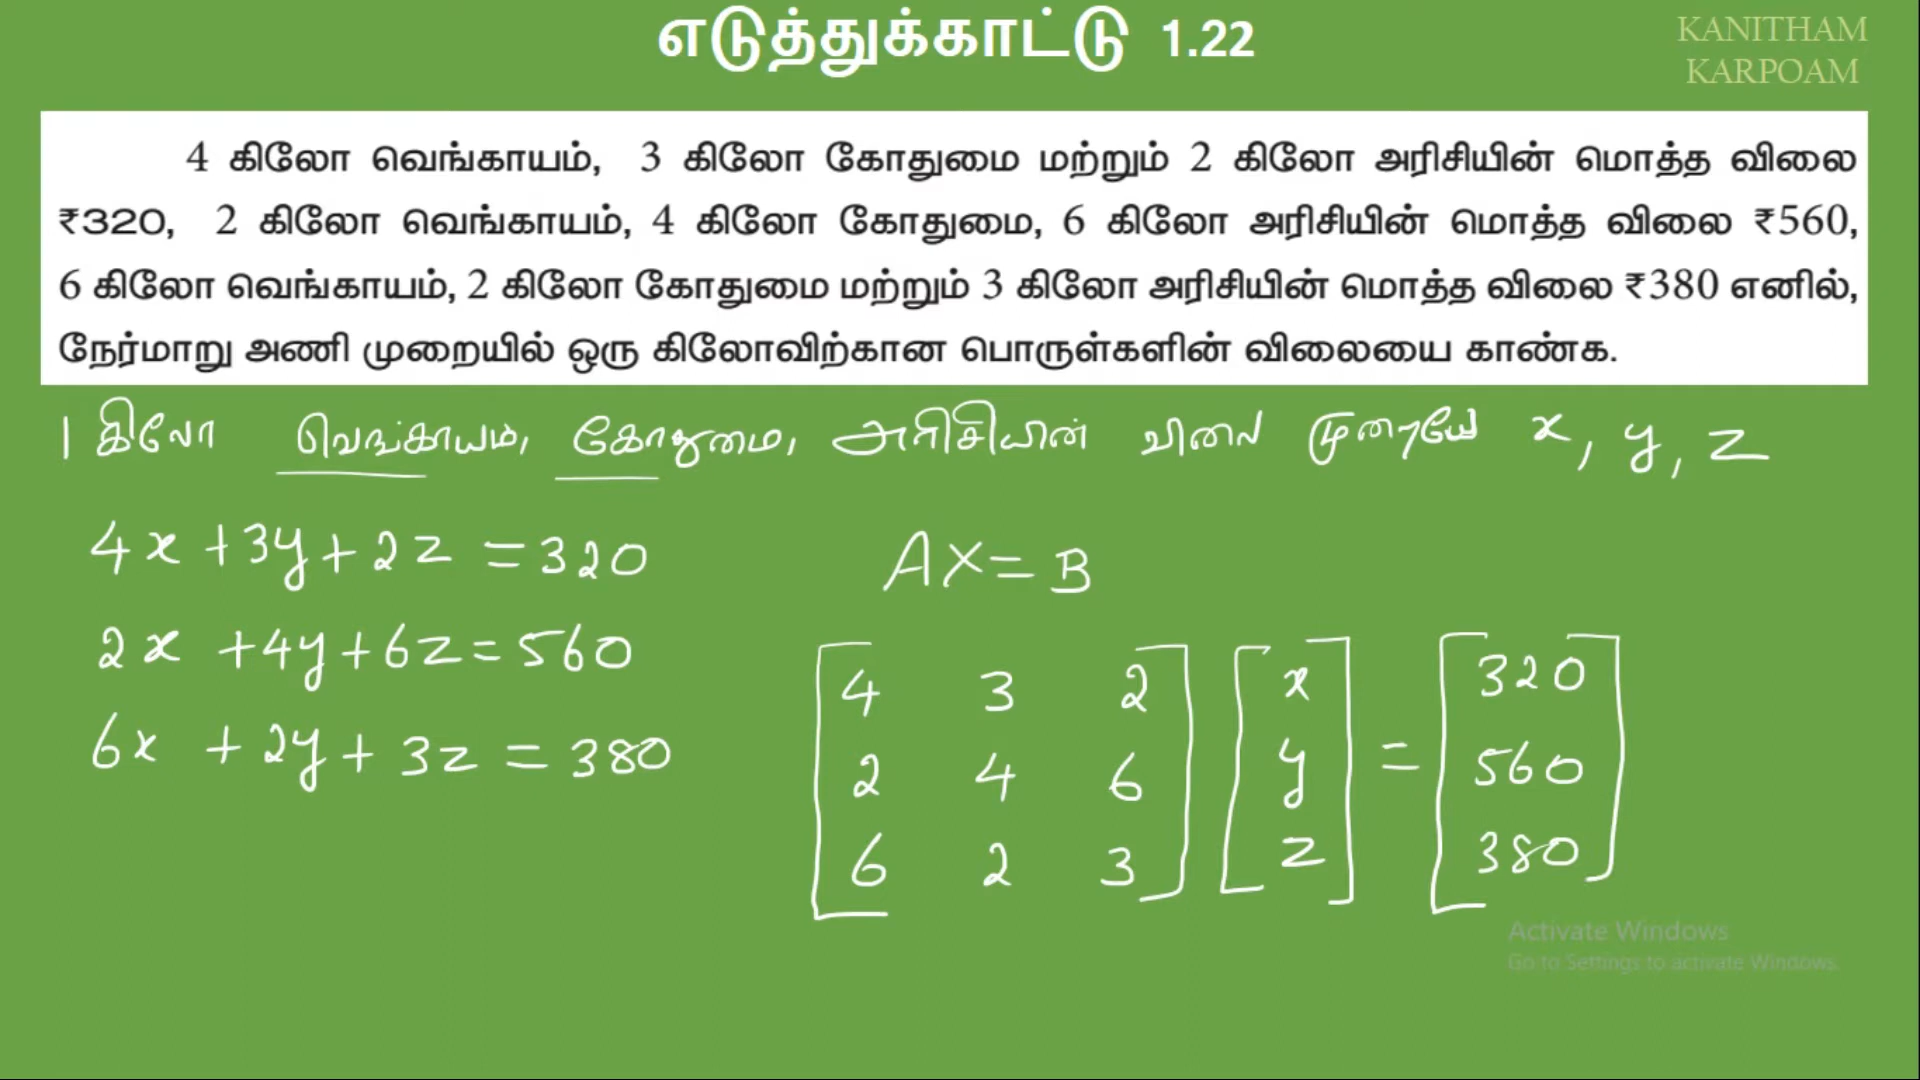 எடுத்துக்காட்டு 1.22
KANITHAM
KARPOAM
4 கிலோ வெங்காயம், 3 கிலோ கோதுமை மற்றும் 2 கிலோ அரிசியின் மொத்த விலை
₹320, 2 கிலோ வெங்காயம், 4 கிலோ கோதுமை, 6 கிலோ அரிசியின் மொத்த விலை ₹560,
6 கிலோ வெங்காயம், 2 கிலோ கோதுமை மற்றும் 3 கிலோ அரிசியின் மொத்த விலை ₹380 எனில்,
நேர்மாறு அணி முறையில் ஒரு கிலோவிற்கான பொருள்களின் விலையை காண்க.
1 கிலோ வெங்காயம், கோதுமை, அரிசியின் விலை முறையே x, y, z
4x + 3y + 2z = 320
2x + 4y + 6z = 560
6x + 2y + 3z = 380
AX = B
4 3 2 x 320
2 4 6 y = 560
6 2 3 z 380
Activate Windows
Go to Settings to activate Windows.